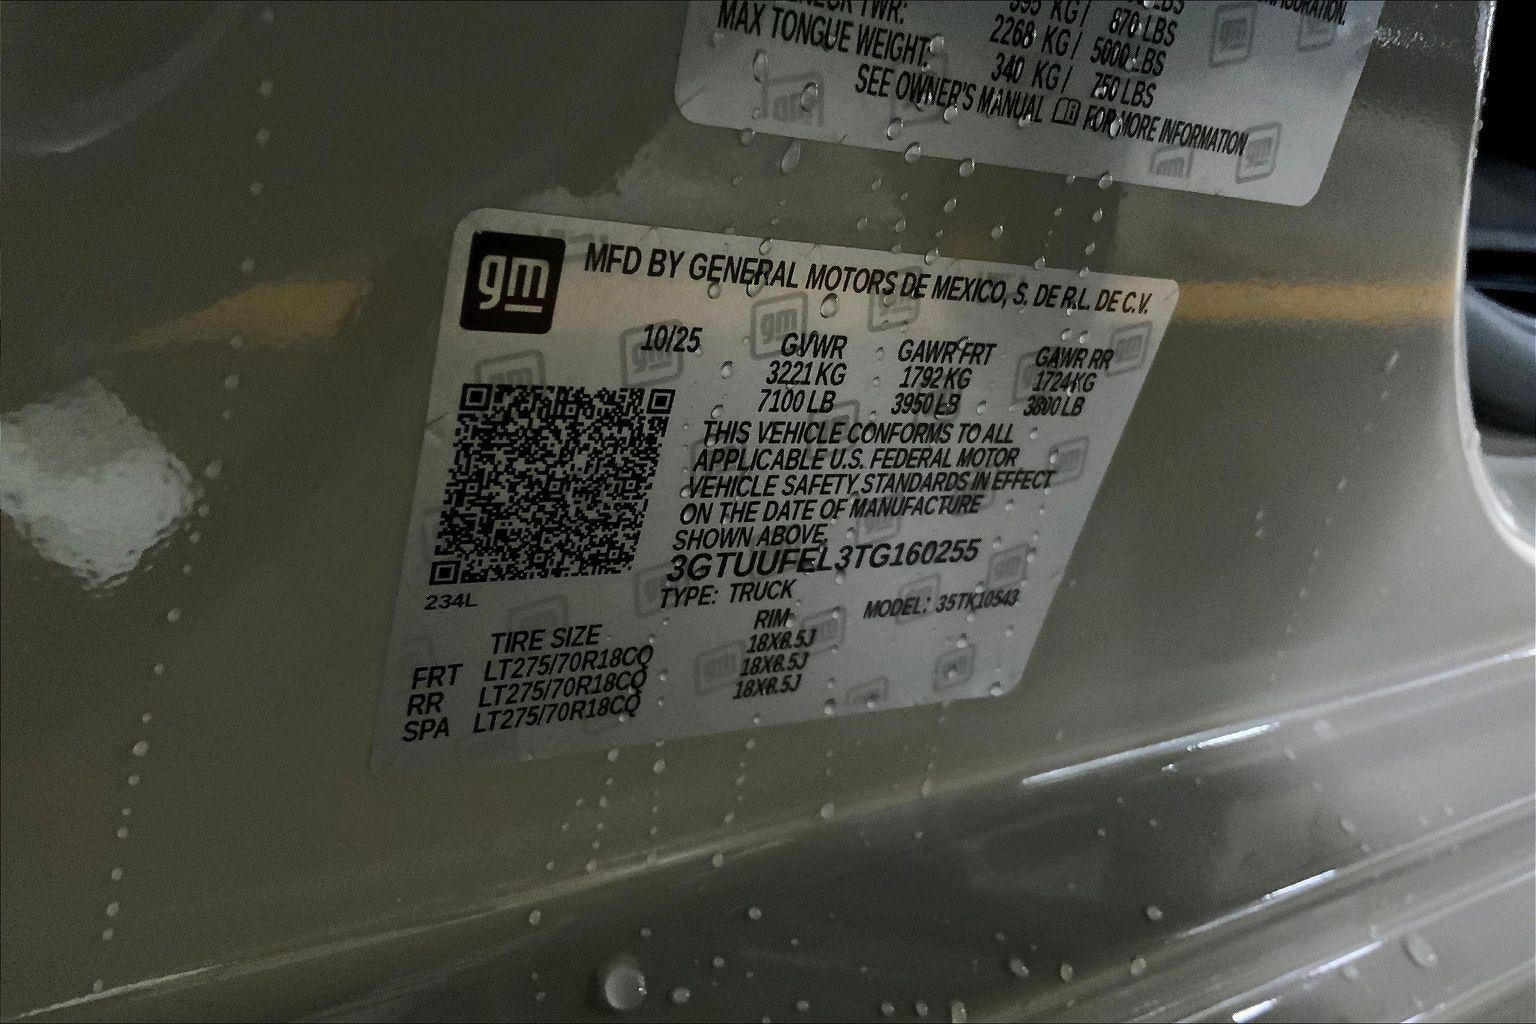 395 KG/ 870 LBS
2268 KG/ 5000 LBS
MAX TONGUE WEIGHT: 340 KG/ 750 LBS
SEE OWNER'S MANUAL FOR MORE INFORMATION
gm MFD BY GENERAL MOTORS DE MEXICO, S. DE R.L. DE C.V.
10/25 GVWR GAWR FRT GAWR RR
3221 KG 1792 KG 1724 KG
7100 LB 3950 LB 3800 LB
THIS VEHICLE CONFORMS TO ALL
APPLICABLE U.S. FEDERAL MOTOR
VEHICLE SAFETY STANDARDS IN EFFECT
ON THE DATE OF MANUFACTURE
SHOWN ABOVE.
3GTUUFEL3TG160255
234L TYPE: TRUCK MODEL: 35TK10543
TIRE SIZE RIM
FRT LT275/70R18CQ 18X8.5J
RR LT275/70R18CQ 18X8.5J
SPA LT275/70R18CQ 18X8.5J